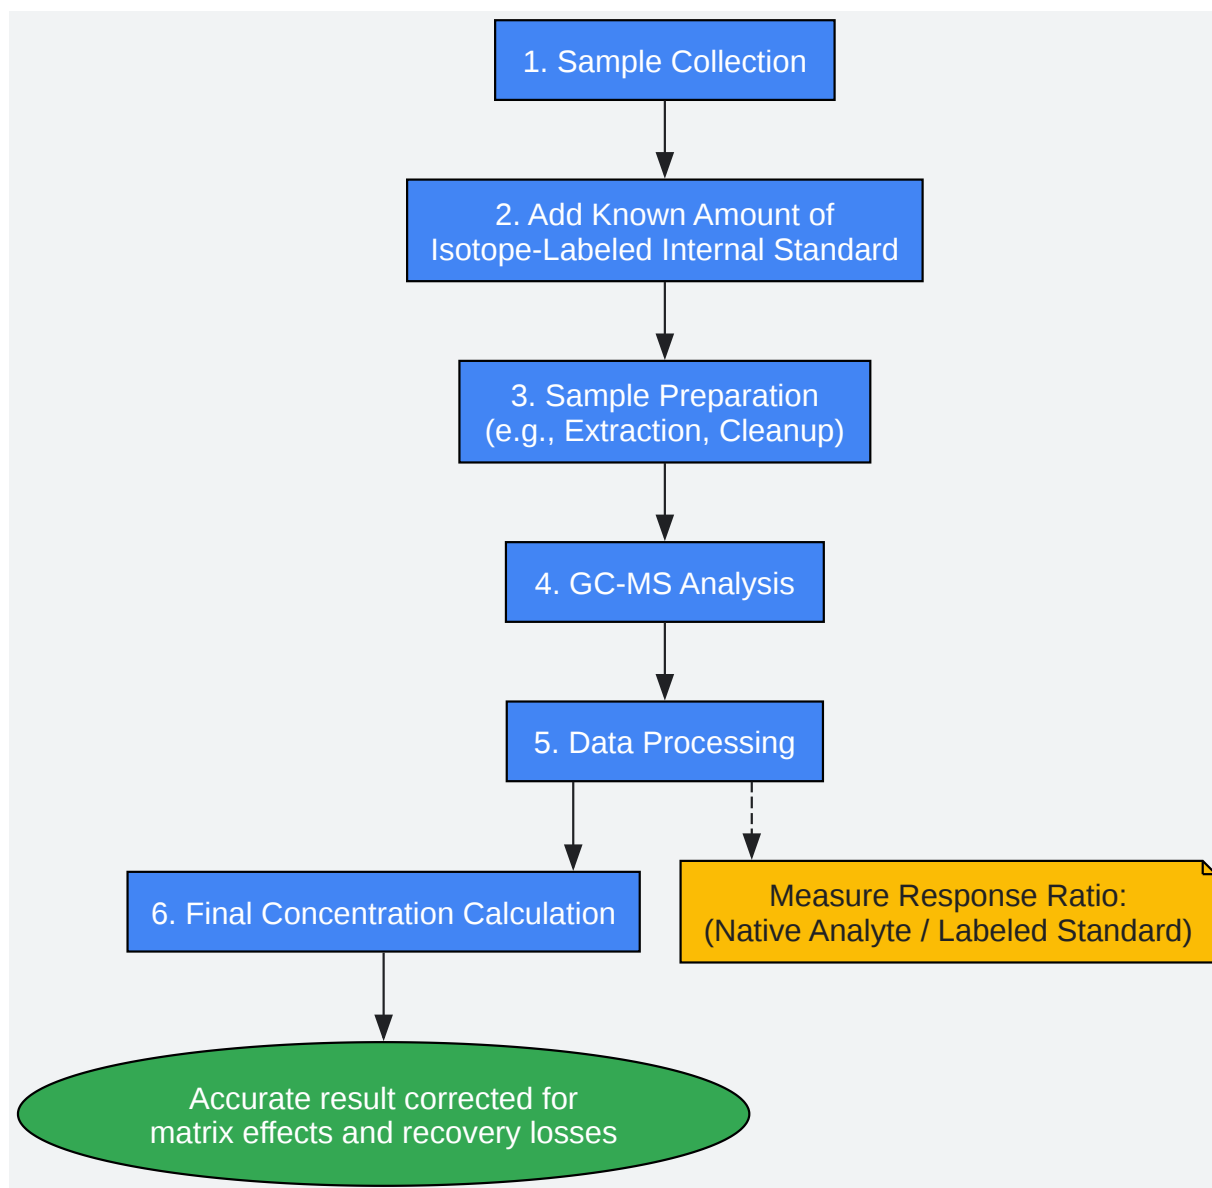 1. Sample Collection
2. Add Known Amount of
Isotope-Labeled Internal Standard
3. Sample Preparation
(e.g., Extraction, Cleanup)
4. GC-MS Analysis
5. Data Processing
6. Final Concentration Calculation
Measure Response Ratio:
(Native Analyte / Labeled Standard)
Accurate result corrected for
matrix effects and recovery losses